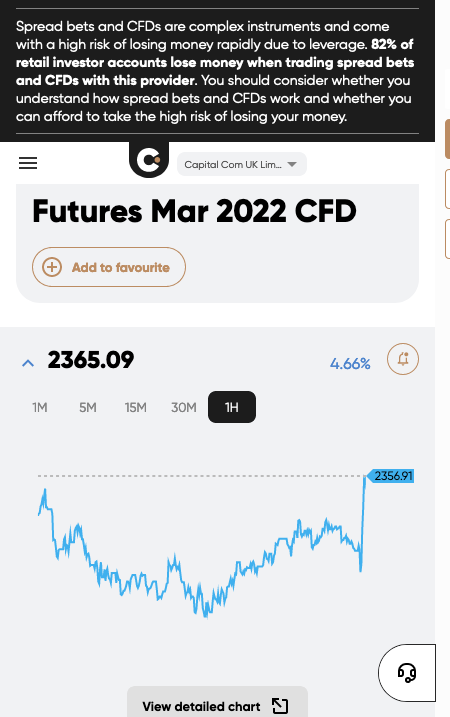 Spread bets and CFDs are complex instruments and come
with a high risk of losing money rapidly due to leverage. 82% of
retail investor accounts lose money when trading spread bets
and CFDs with this provider. You should consider whether you
understand how spread bets and CFDs work and whether you
can afford to take the high risk of losing your money.
Capital Com UK Lim...
Futures Mar 2022 CFD
Add to favourite
2365.09
4.66%
1M 5M 15M 30M 1H
2356.91
View detailed chart